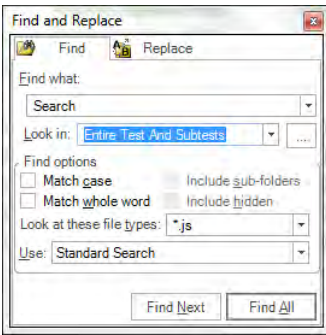 Find and Replace
Find Replace
Find what:
Search
Look in: Entire Test And Subtests ....
Find options
Match case Include sub-folders
Match whole word Include hidden
Look at these file types: *.js
Use: Standard Search
Find Next Find All